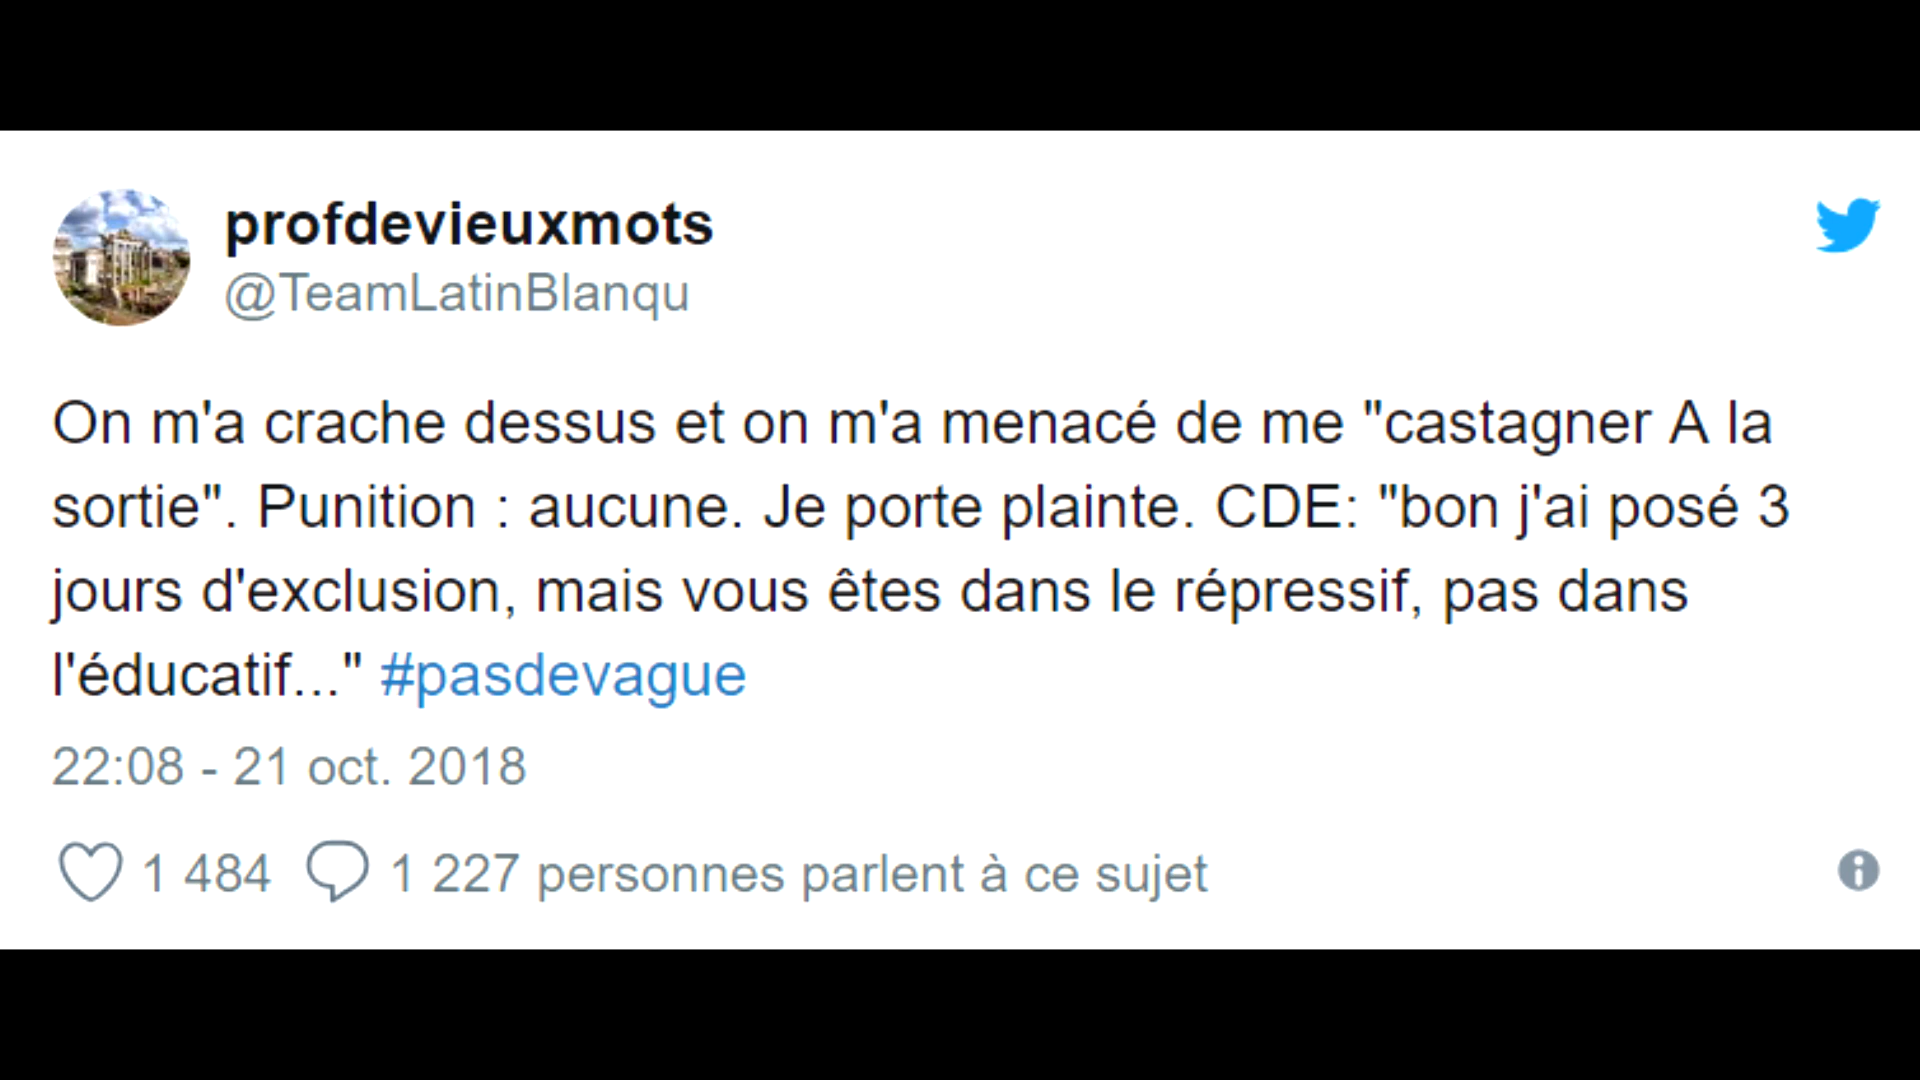 profdevieuxmots
@TeamLatinBlanqu
On m'a crache dessus et on m'a menacé de me "castagner A la
sortie". Punition : aucune. Je porte plainte. CDE: "bon j'ai posé 3
jours d'exclusion, mais vous êtes dans le répressif, pas dans
l'éducatif..." #pasdevague
22:08 - 21 oct. 2018
1 484 1 227 personnes parlent à ce sujet